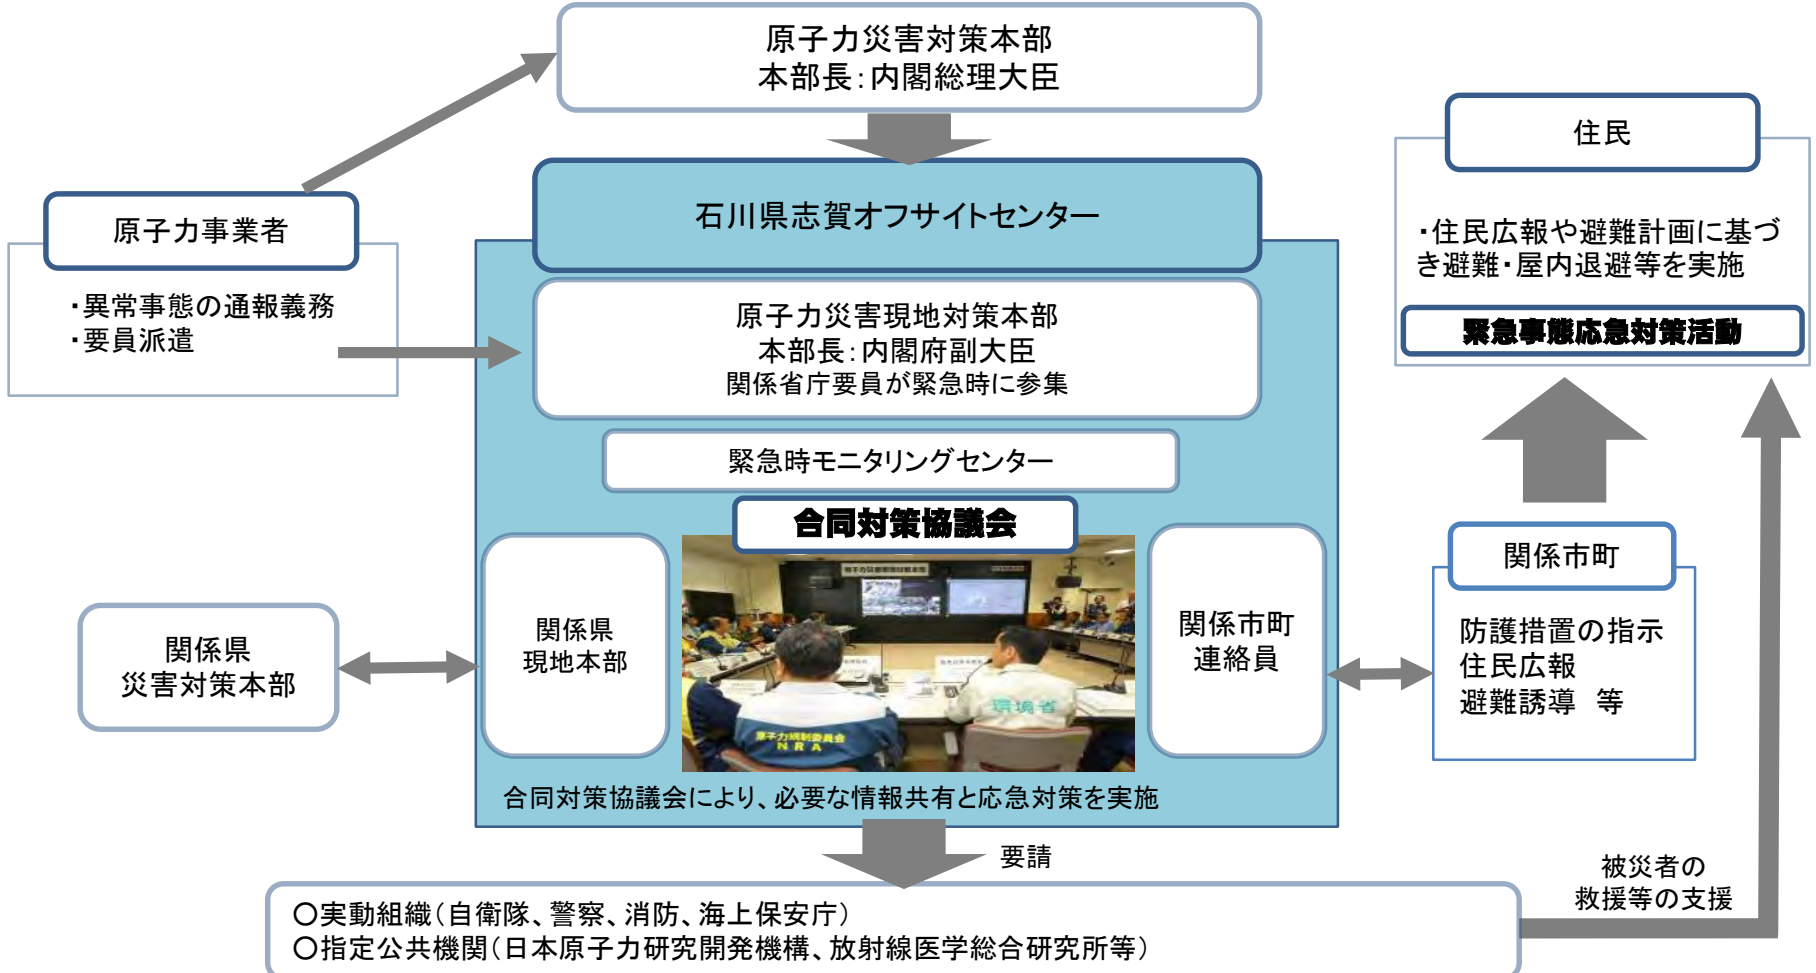 原子力災害対策本部
本部長：内閣総理大臣
住民
・住民広報や避難計画に基づ
き避難・屋内退避等を実施
緊急事態応急対策活動
原子力事業者
・異常事態の通報義務
・要員派遣
石川県志賀オフサイトセンター
原子力災害現地対策本部
本部長：内閣府副大臣
関係省庁要員が緊急時に参集
緊急時モニタリングセンター
合同対策協議会
関係県
災害対策本部
関係県
現地本部
環境省
原子力規制委員会
NRA
関係市町
連絡員
関係市町
防護措置の指示
住民広報
避難誘導　等
合同対策協議会により、必要な情報共有と応急対策を実施
要請
被災者の
救援等の支援
○実動組織（自衛隊、警察、消防、海上保安庁）
○指定公共機関（日本原子力研究開発機構、放射線医学総合研究所等）